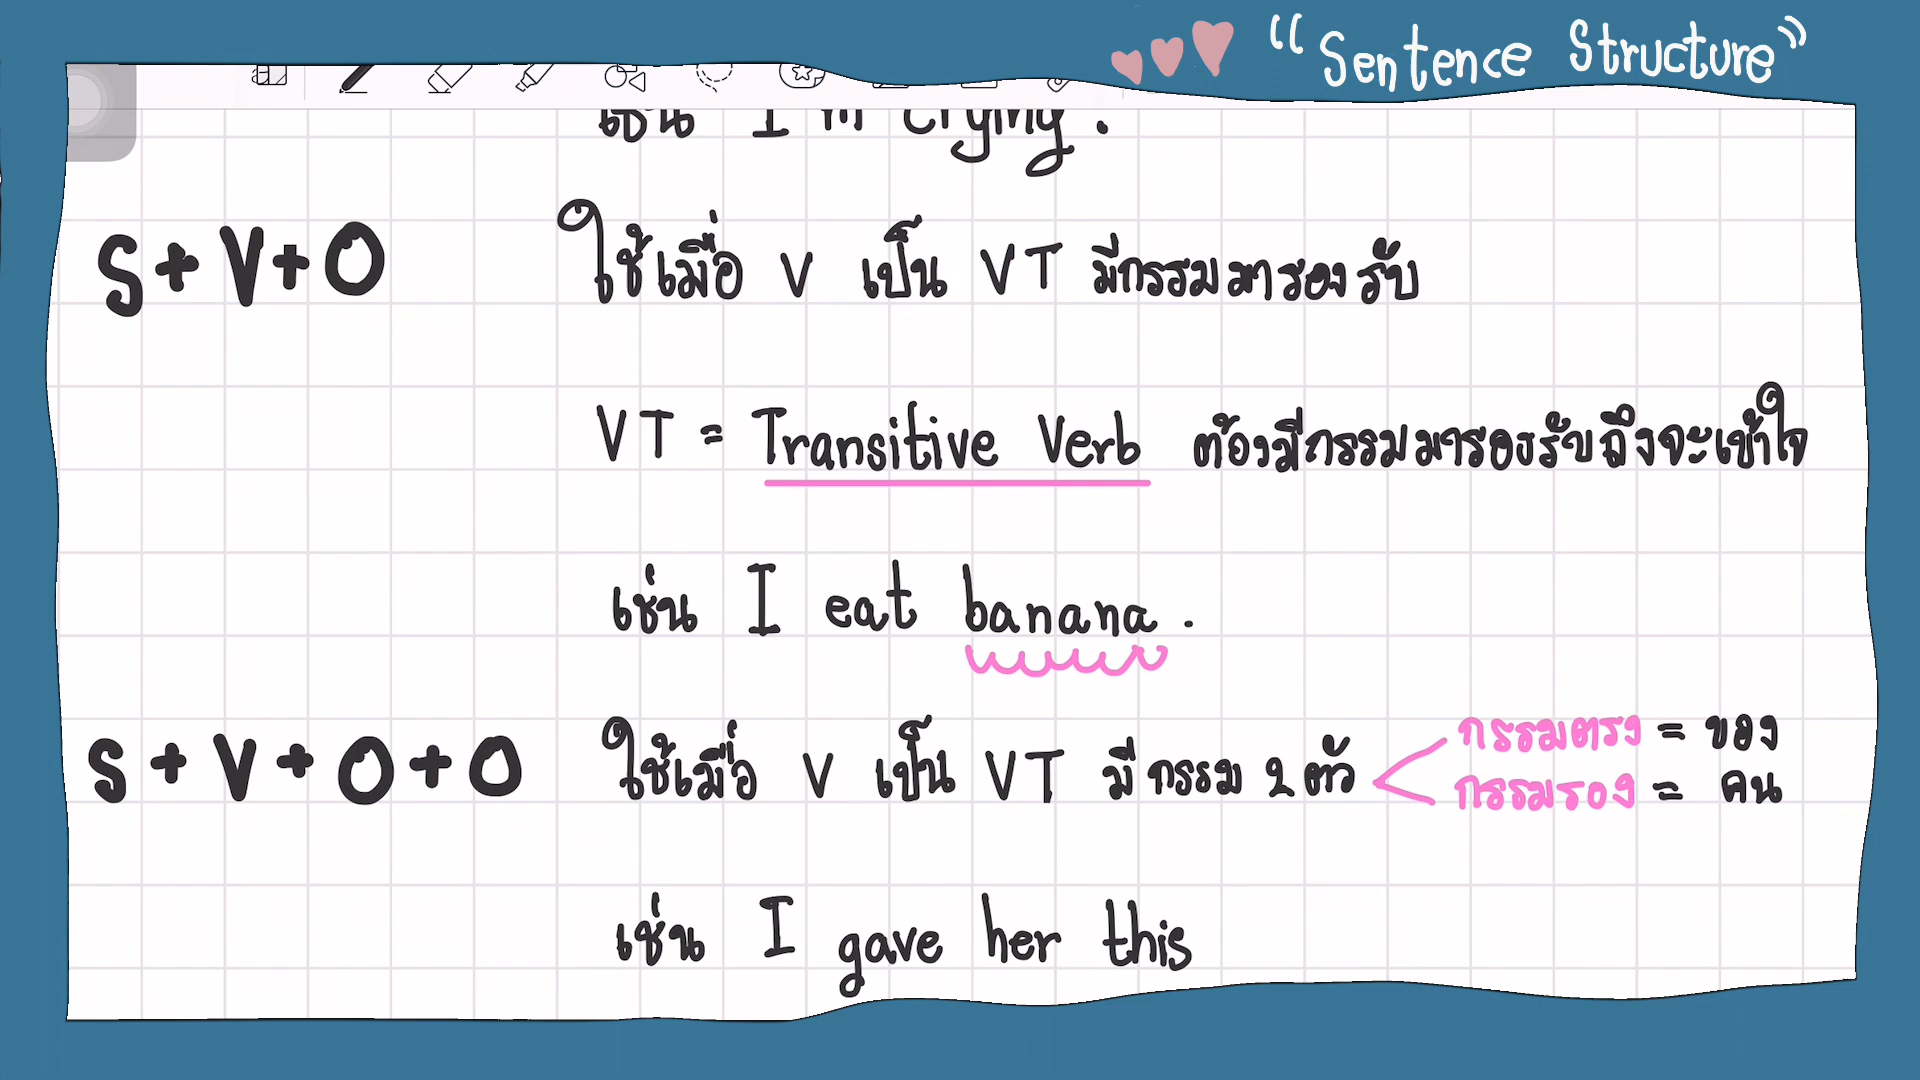 “Sentence Structure”
เช่น I'm crying.
S+V+O ใช้เมื่อ V เป็น VT มีกรรมมารองรับ
VT = Transitive Verb ต้องมีกรรมมารองรับถึงจะเข้าใจ
เช่น I eat banana.
S+V+O+O ใช้เมื่อ V เป็น VT มีกรรม 2 ตัว
กรรมตรง = ของ
กรรมรอง = คน
เช่น I gave her this